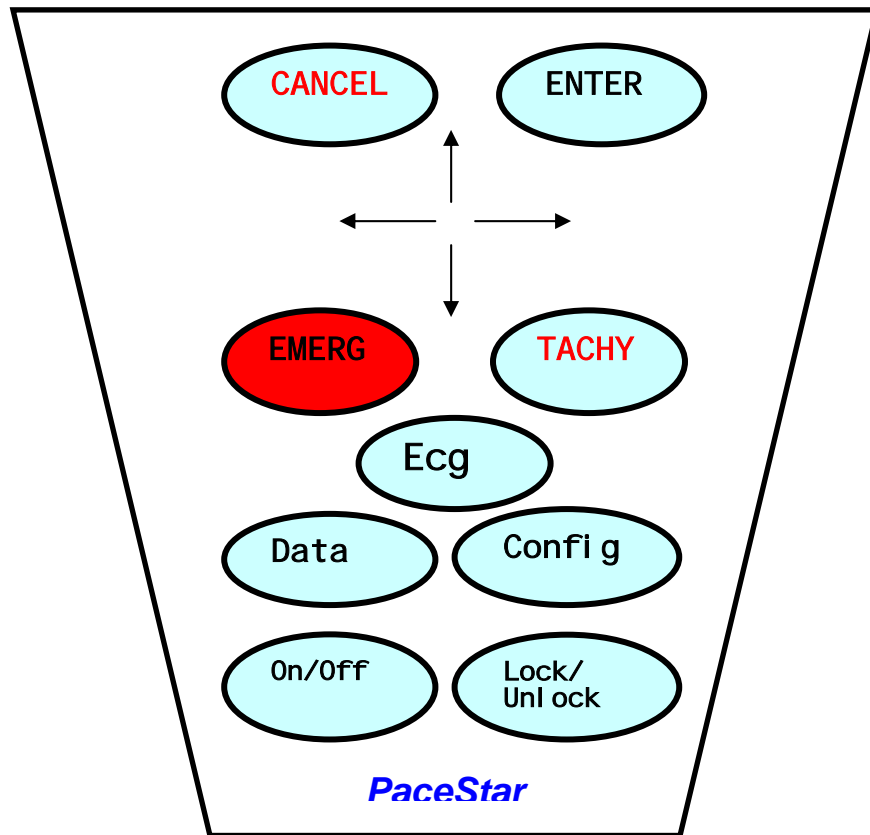 CANCEL
ENTER
EMERG
TACHY
Ecg
Data
Config
On/Off
Lock/
Unlock
PaceStar